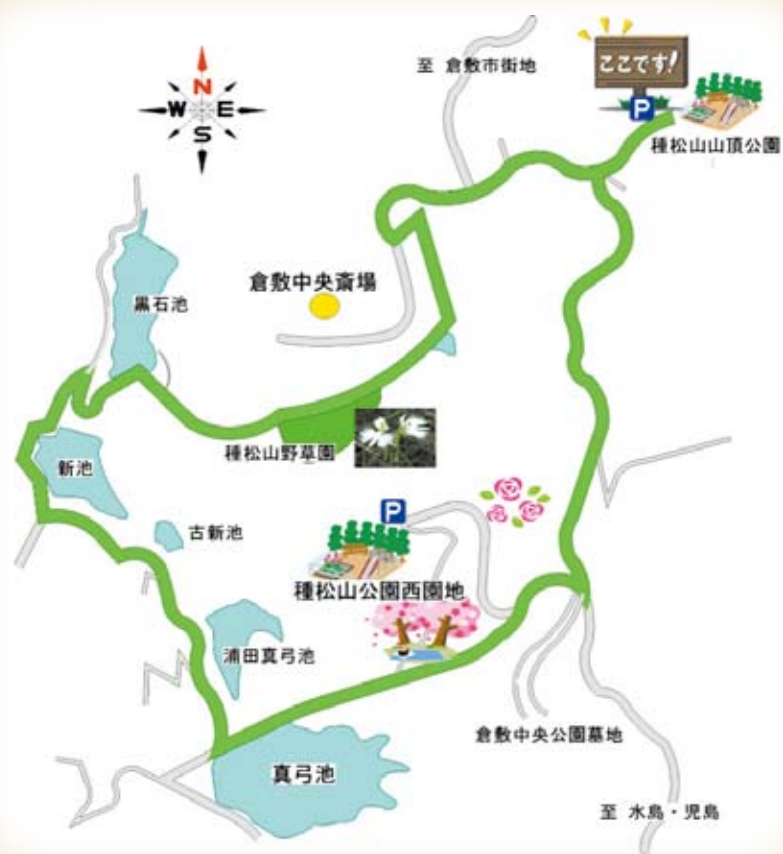 至 倉敷市街地
ここです!
P
種松山山頂公園
N
W E
S
倉敷中央斎場
黒石池
種松山野草園
新池
P
古新池
種松山公園西園地
浦田真弓池
倉敷中央公園墓地
真弓池
至 水島・児島